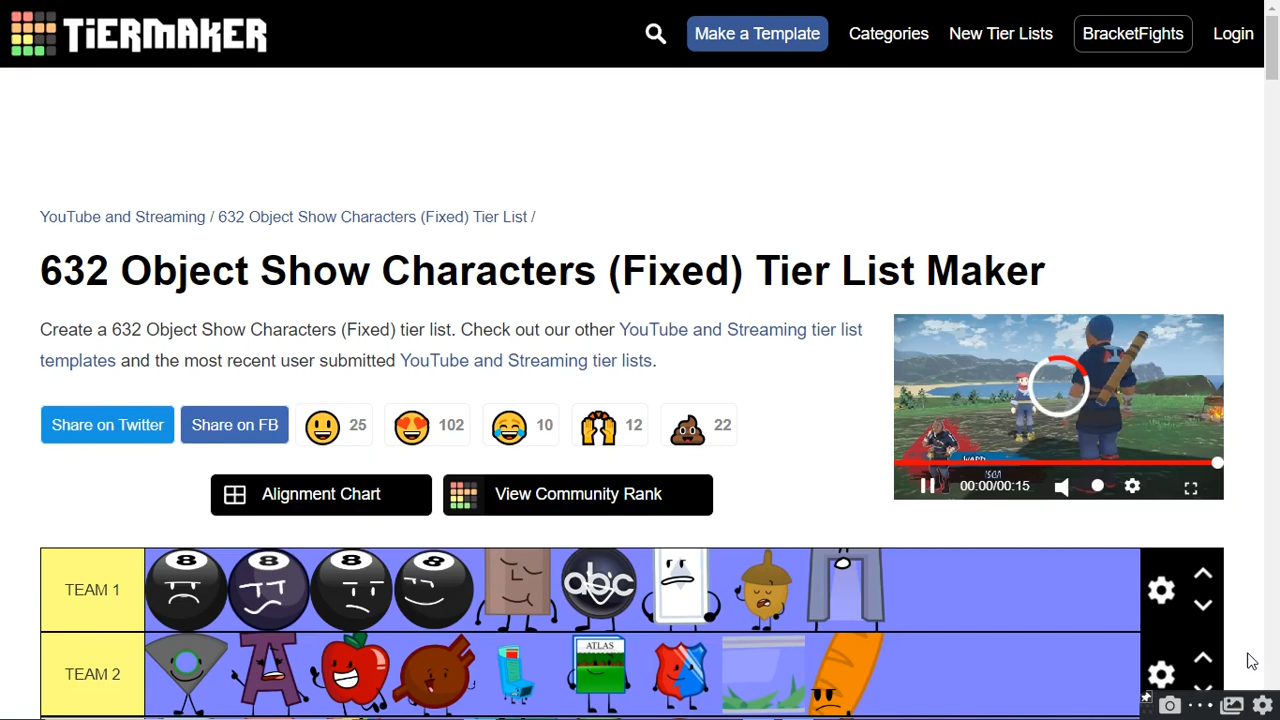 TiERMAKER
Make a Template
Categories
New Tier Lists
BracketFights
Login
YouTube and Streaming / 632 Object Show Characters (Fixed) Tier List /
632 Object Show Characters (Fixed) Tier List Maker
Create a 632 Object Show Characters (Fixed) tier list. Check out our other YouTube and Streaming tier list
templates and the most recent user submitted YouTube and Streaming tier lists.
Share on Twitter
Share on FB
25
102
10
12
22
00:00/00:15
Alignment Chart
View Community Rank
TEAM 1
8
8
8
8
abc
TEAM 2
ATLAS